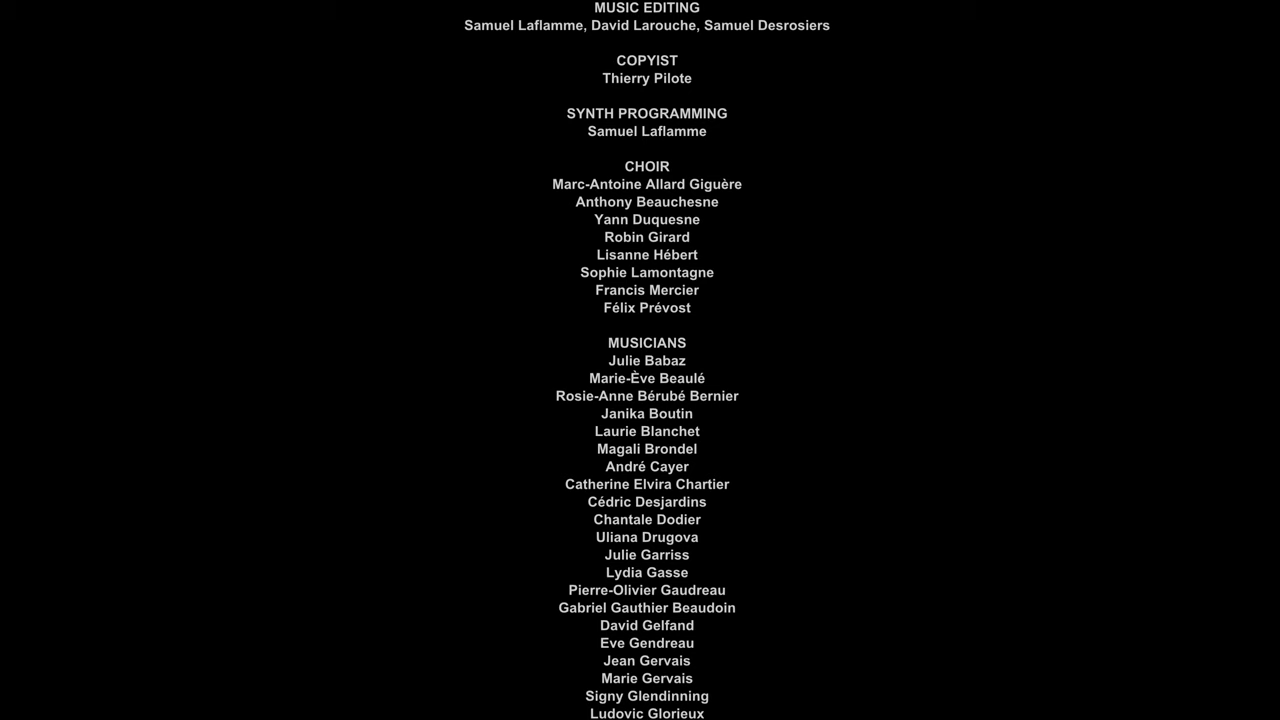 MUSIC EDITING
Samuel Laflamme, David Larouche, Samuel Desrosiers
COPYIST
Thierry Pilote
SYNTH PROGRAMMING
Samuel Laflamme
CHOIR
Marc-Antoine Allard Giguère
Anthony Beauchesne
Yann Duquesne
Robin Girard
Lisanne Hébert
Sophie Lamontagne
Francis Mercier
Félix Prévost
MUSICIANS
Julie Babaz
Marie-Ève Beaulé
Rosie-Anne Bérubé Bernier
Janika Boutin
Laurie Blanchet
Magali Brondel
André Cayer
Catherine Elvira Chartier
Cédric Desjardins
Chantale Dodier
Uliana Drugova
Julie Garriss
Lydia Gasse
Pierre-Olivier Gaudreau
Gabriel Gauthier Beaudoin
David Gelfand
Eve Gendreau
Jean Gervais
Marie Gervais
Signy Glendinning
Ludovic Glorieux